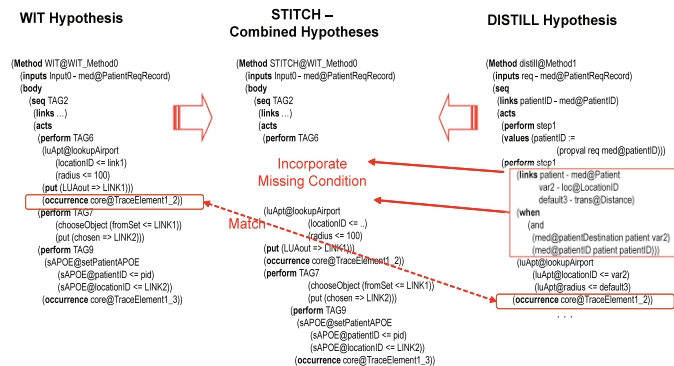 WIT Hypothesis
(Method WIT@WIT_Method0
(inputs Input0 - med@PatientReqRecord)
(body
(seq TAG2
(links ...)
(acts
(perform TAG6
(luApt@lookupAirport
(locationID <= link1)
(radius <= 100)
(put (LUAout => LINK1)))
(occurrence core@TraceElement1_2))
(perform TAG7
(chooseObject (fromSet <= LINK1))
(put (chosen => LINK2)))
(perform TAG9
(sAPOE@setPatientAPOE
(sAPOE@patientID <= pid)
(sAPOE@locationID <= LINK2))
(occurrence core@TraceElement1_3))
STITCH –
Combined Hypotheses
(Method STITCH@WIT_Method0
(inputs Input0 - med@PatientReqRecord)
(body
(seq TAG2
(links ...)
(acts
(perform TAG6
Incorporate
Missing Condition
Match
(luApt@lookupAirport
(locationID <= ..)
(radius <= 100)
(put (LUAout => LINK1)))
(occurrence core@TraceElement1_2))
(perform TAG7
(chooseObject (fromSet <= LINK1))
(put (chosen => LINK2)))
(perform TAG9
(sAPOE@setPatientAPOE
(sAPOE@patientID <= pid)
(sAPOE@locationID <= LINK2))
(occurrence core@TraceElement1_3))
DISTILL Hypothesis
(Method distill@Method1
(inputs req - med@PatientReqRecord)
(seq
(links patientID - med@PatientID)
(acts
(perform step1
(values (patientID :=
(propval req med@patientID)))
(perform step1
(links patient - med@Patient
var2 - loc@LocationID
default3 - trans@Distance)
(when
(and
(med@patientDestination patient var2)
(med@patientID patient patientID)))
(luApt@lookupAirport
(luApt@locationID <= var2)
(luApt@radius <= default3)
(occurrence core@TraceElement1_2))
. . .